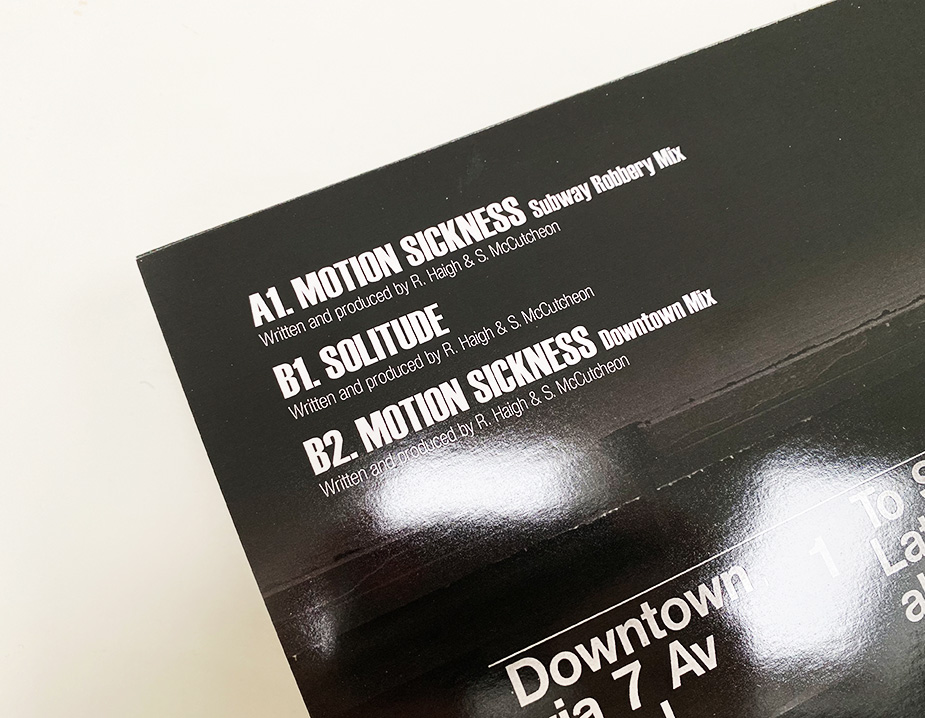 A1. MOTION SICKNESS Subway Robbery Mix
Written and produced by R. Haigh & S. McCutcheon
B1. SOLITUDE
Written and produced by R. Haigh & S. McCutcheon
B2. MOTION SICKNESS Downtown Mix
Written and produced by R. Haigh & S. McCutcheon
Downtown 1 To
via 7 Av